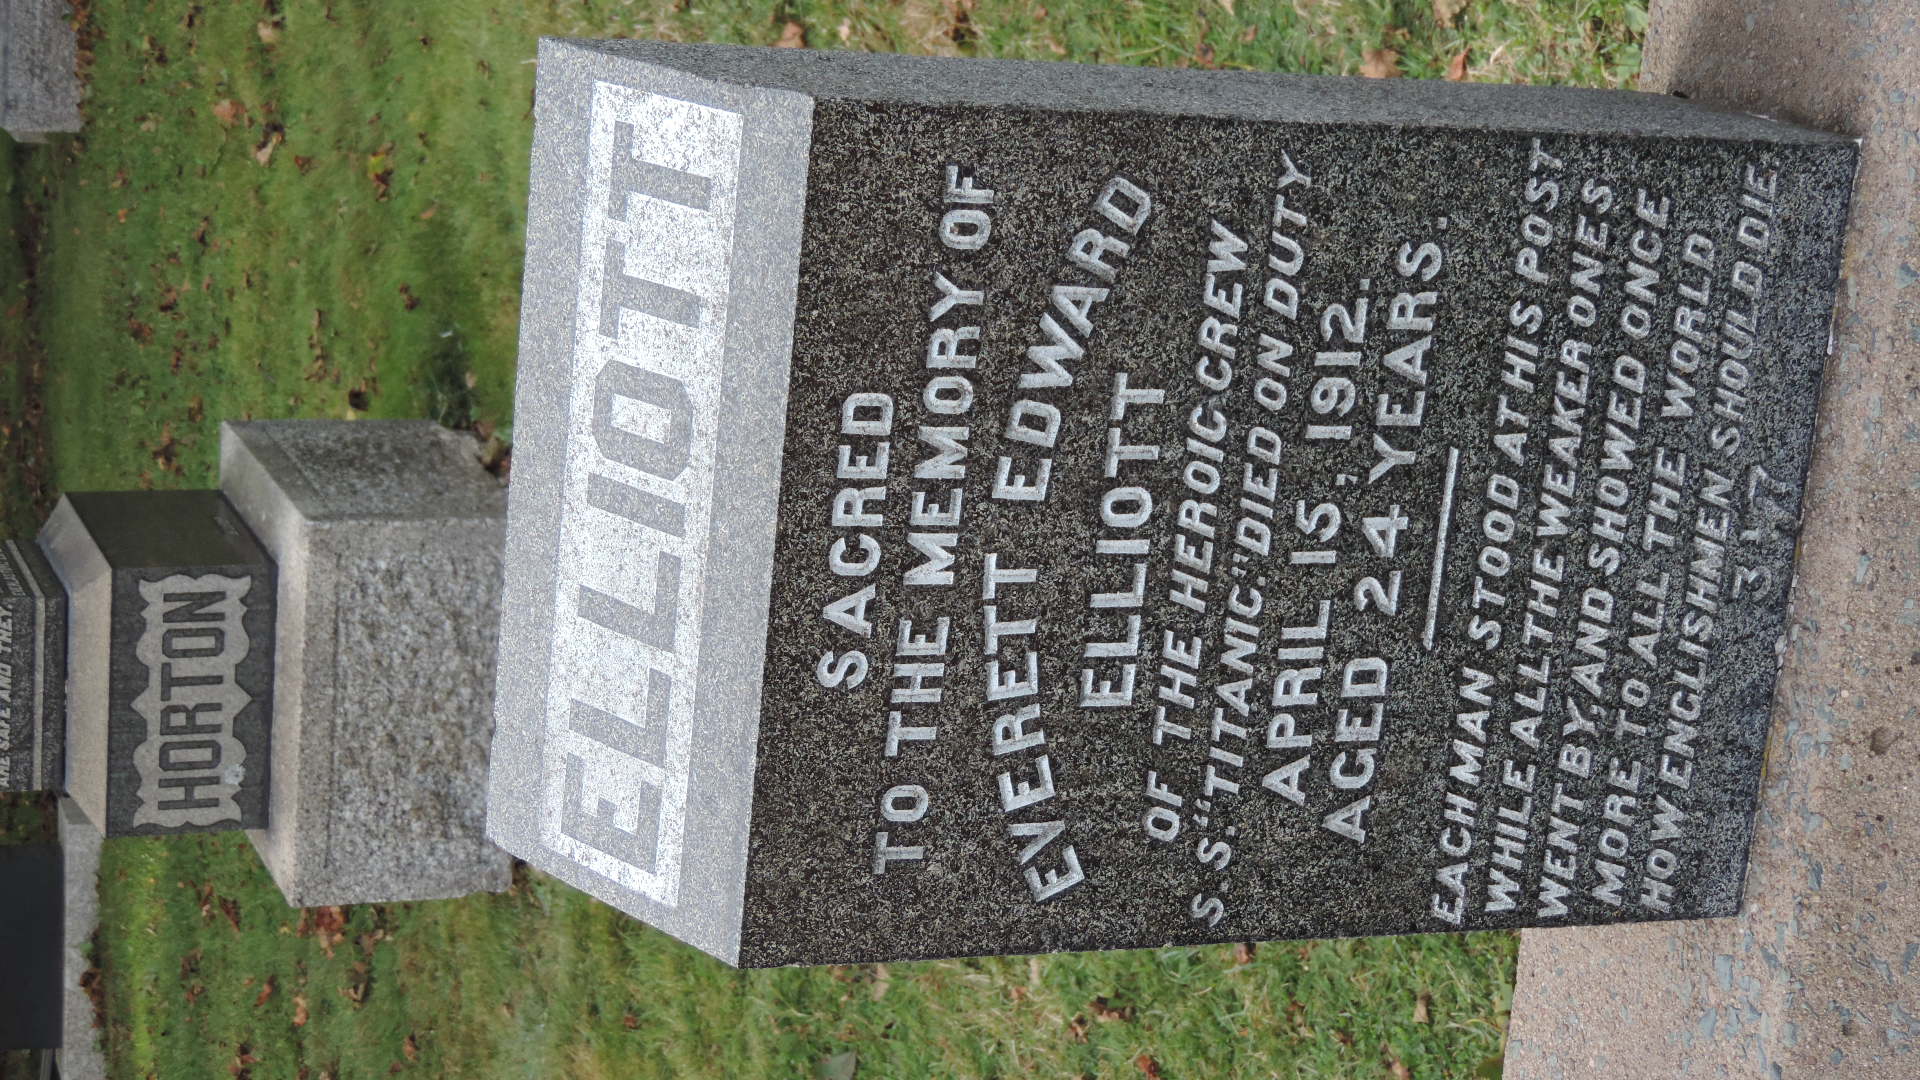 ELLIOTT
SACRED
TO THE MEMORY OF
EVERETT EDWARD
ELLIOTT
OF THE HEROIC CREW
S.S. "TITANIC." DIED ON DUTY
APRIL 15, 1912.
AGED 24 YEARS.
EACH MAN STOOD AT HIS POST
WHILE ALL THE WEAKER ONES
WENT BY, AND SHOWED ONCE
MORE TO ALL THE WORLD
HOW ENGLISHMEN SHOULD DIE.
317
HORTON
AND THEY